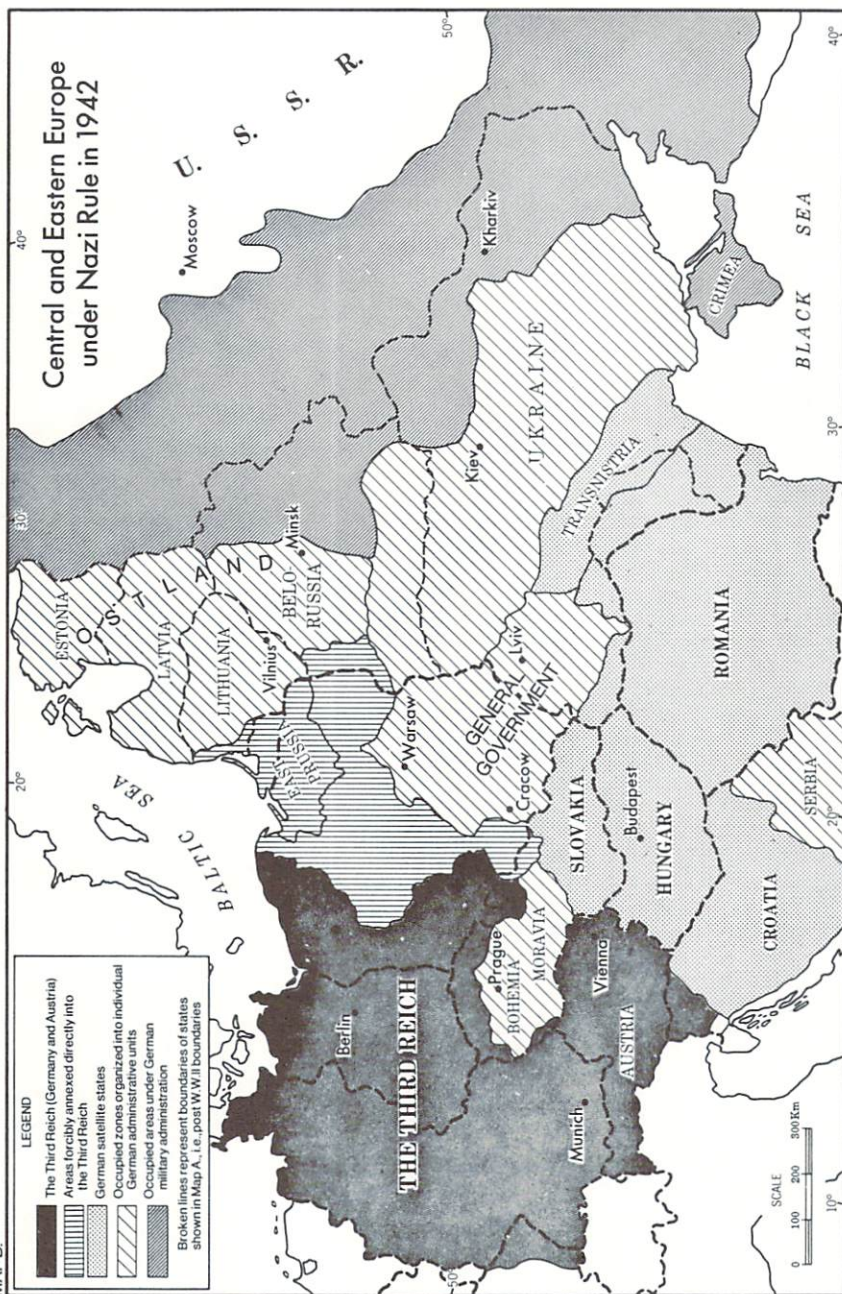 MAP B.
Central and Eastern Europe
under Nazi Rule in 1942
LEGEND
The Third Reich (Germany and Austria)
Areas forcibly annexed directly into
the Third Reich
German satellite states
Occupied zones organized into individual
German administrative units
Occupied areas under German
military administration
Broken lines represent boundaries of states
shown in Map A., i.e., post W.W.II boundaries
BALTIC SEA
U. S. S. R.
Moscow
ESTONIA
OSTLAND
LATVIA
LITHUANIA
Vilnius
BELO-
RUSSIA
Minsk
EAST
PRUSSIA
Berlin
THE THIRD REICH
Warsaw
GENERAL
GOVERNMENT
Cracow
Lviv
Kiev
UKRAINE
Kharkiv
Prague
BOHEMIA
MORAVIA
Munich
Vienna
AUSTRIA
SLOVAKIA
Budapest
HUNGARY
TRANSNISTRIA
ROMANIA
CROATIA
SERBIA
CRIMEA
BLACK SEA
SCALE
0 100 200 300 Km
10°
20°
20°
30°
30°
40°
40°
50°
50°